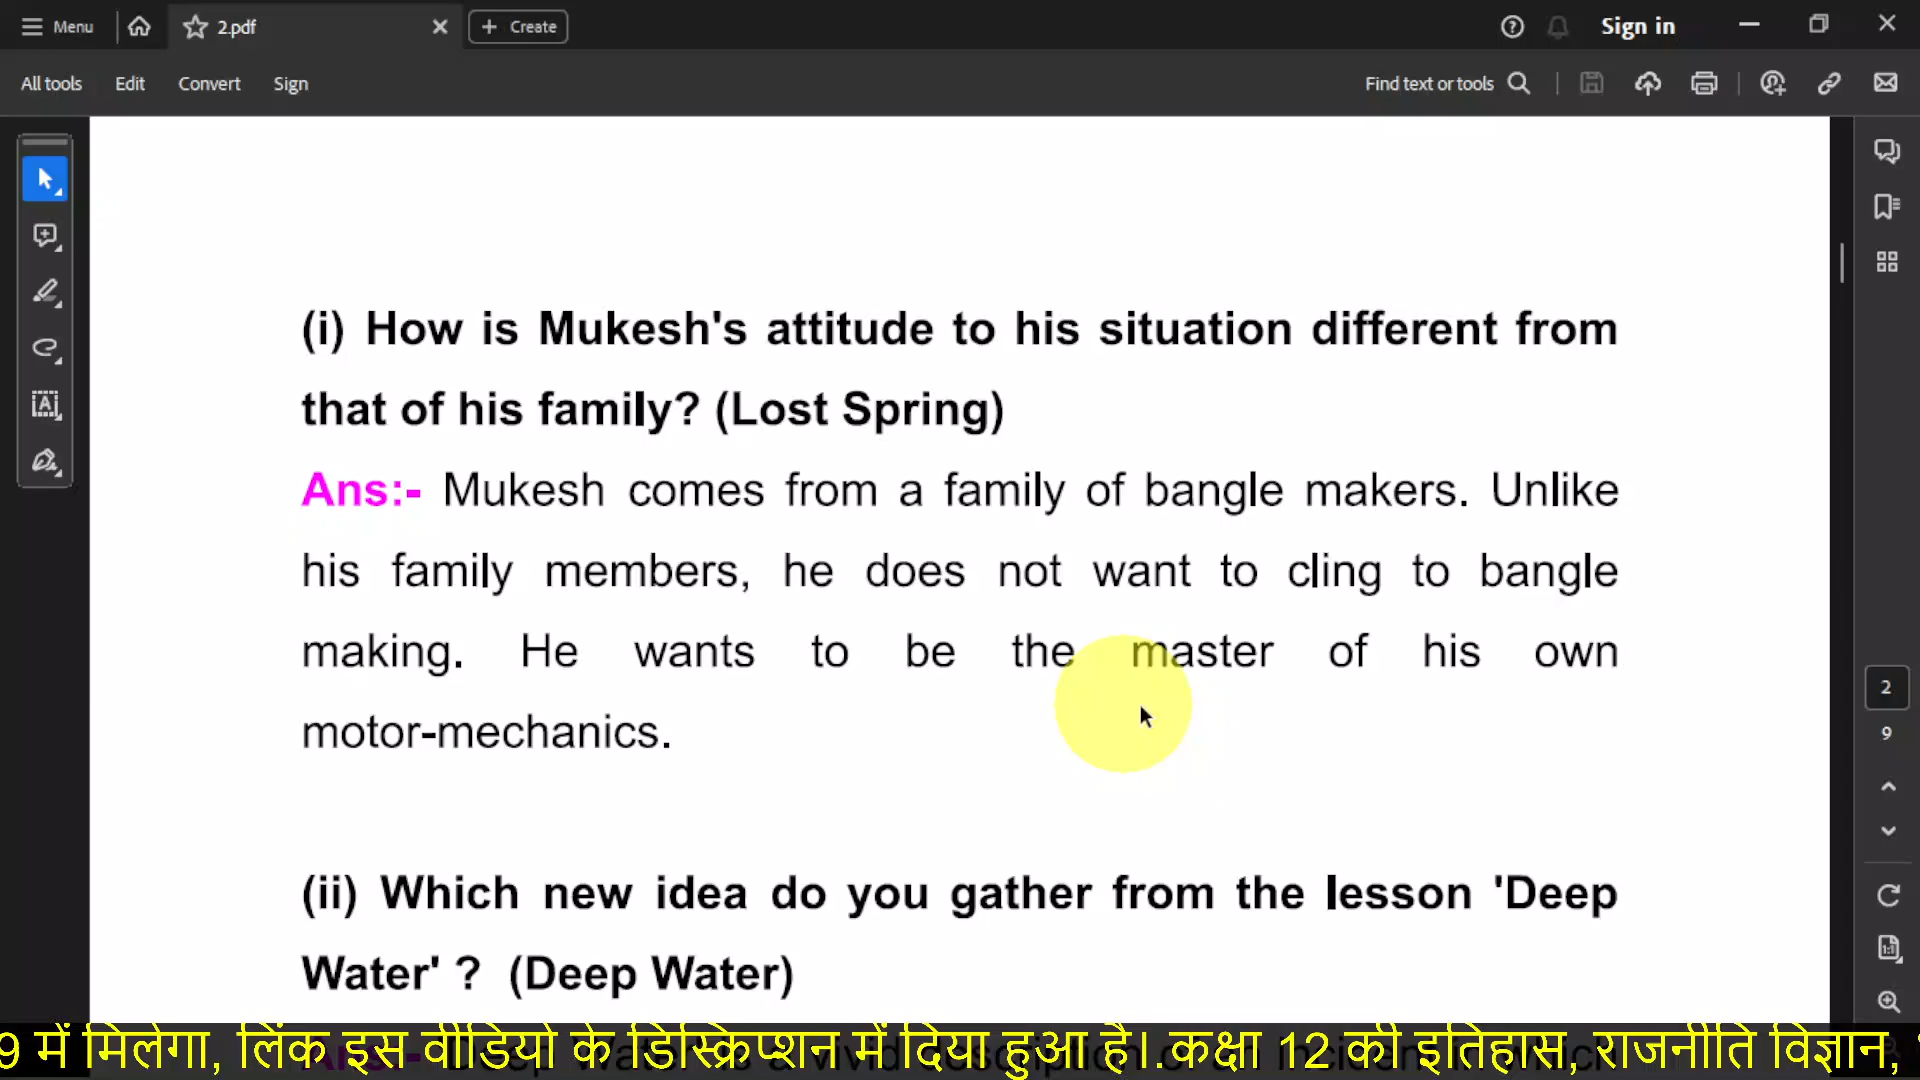 Menu
2.pdf
Create
Sign in
All tools
Edit
Convert
Sign
Find text or tools
(i) How is Mukesh's attitude to his situation different from
that of his family? (Lost Spring)
Ans:- Mukesh comes from a family of bangle makers. Unlike
his family members, he does not want to cling to bangle
making. He wants to be the master of his own
motor-mechanics.
(ii) Which new idea do you gather from the lesson 'Deep
Water' ? (Deep Water)
2
9
9 में मिलेगा, लिंक इस वीडियो के डिस्क्रिप्शन में दिया हुआ है। .कक्षा 12 की इतिहास, राजनीति विज्ञान,